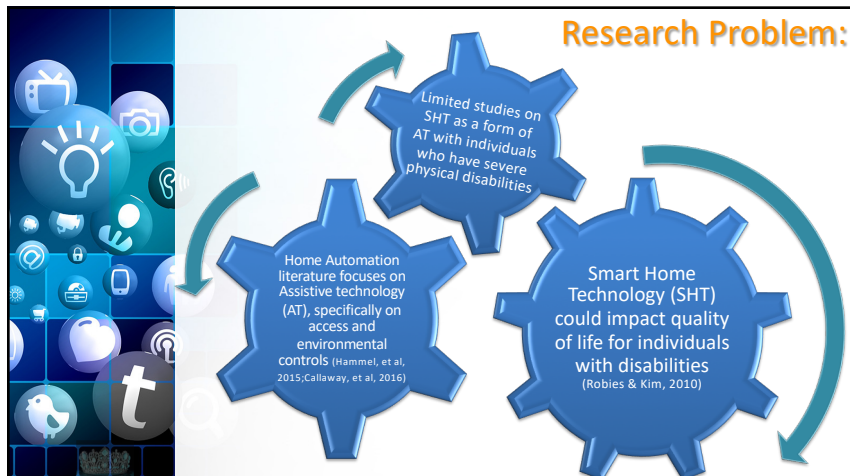 Research Problem:
Limited studies on
SHT as a form of
AT with individuals
who have severe
physical disabilities
Home Automation
literature focuses on
Assistive technology
(AT), specifically on
access and
environmental
controls (Hammel, et al,
2015;Callaway, et al, 2016)
Smart Home
Technology (SHT)
could impact quality
of life for individuals
with disabilities
(Robies & Kim, 2010)
@
t